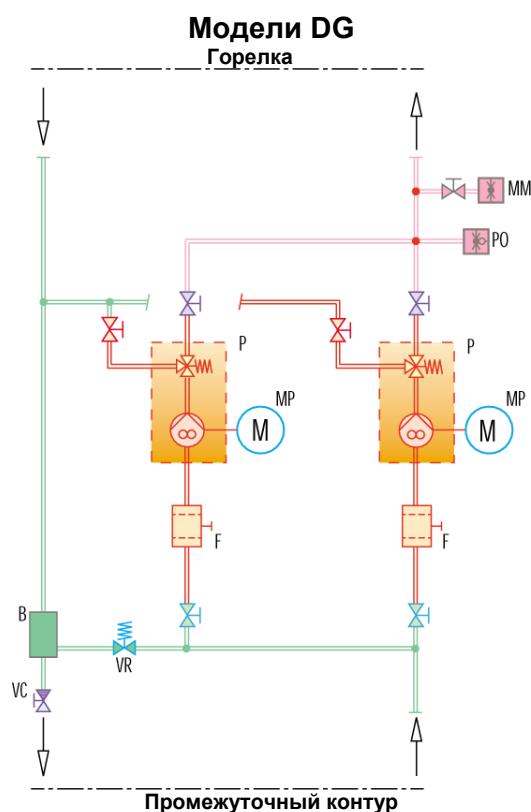 Модели DG
Горелка
MM
PO
P
P
MP
MP
M
M
F
F
B
VR
VC
Промежуточный контур